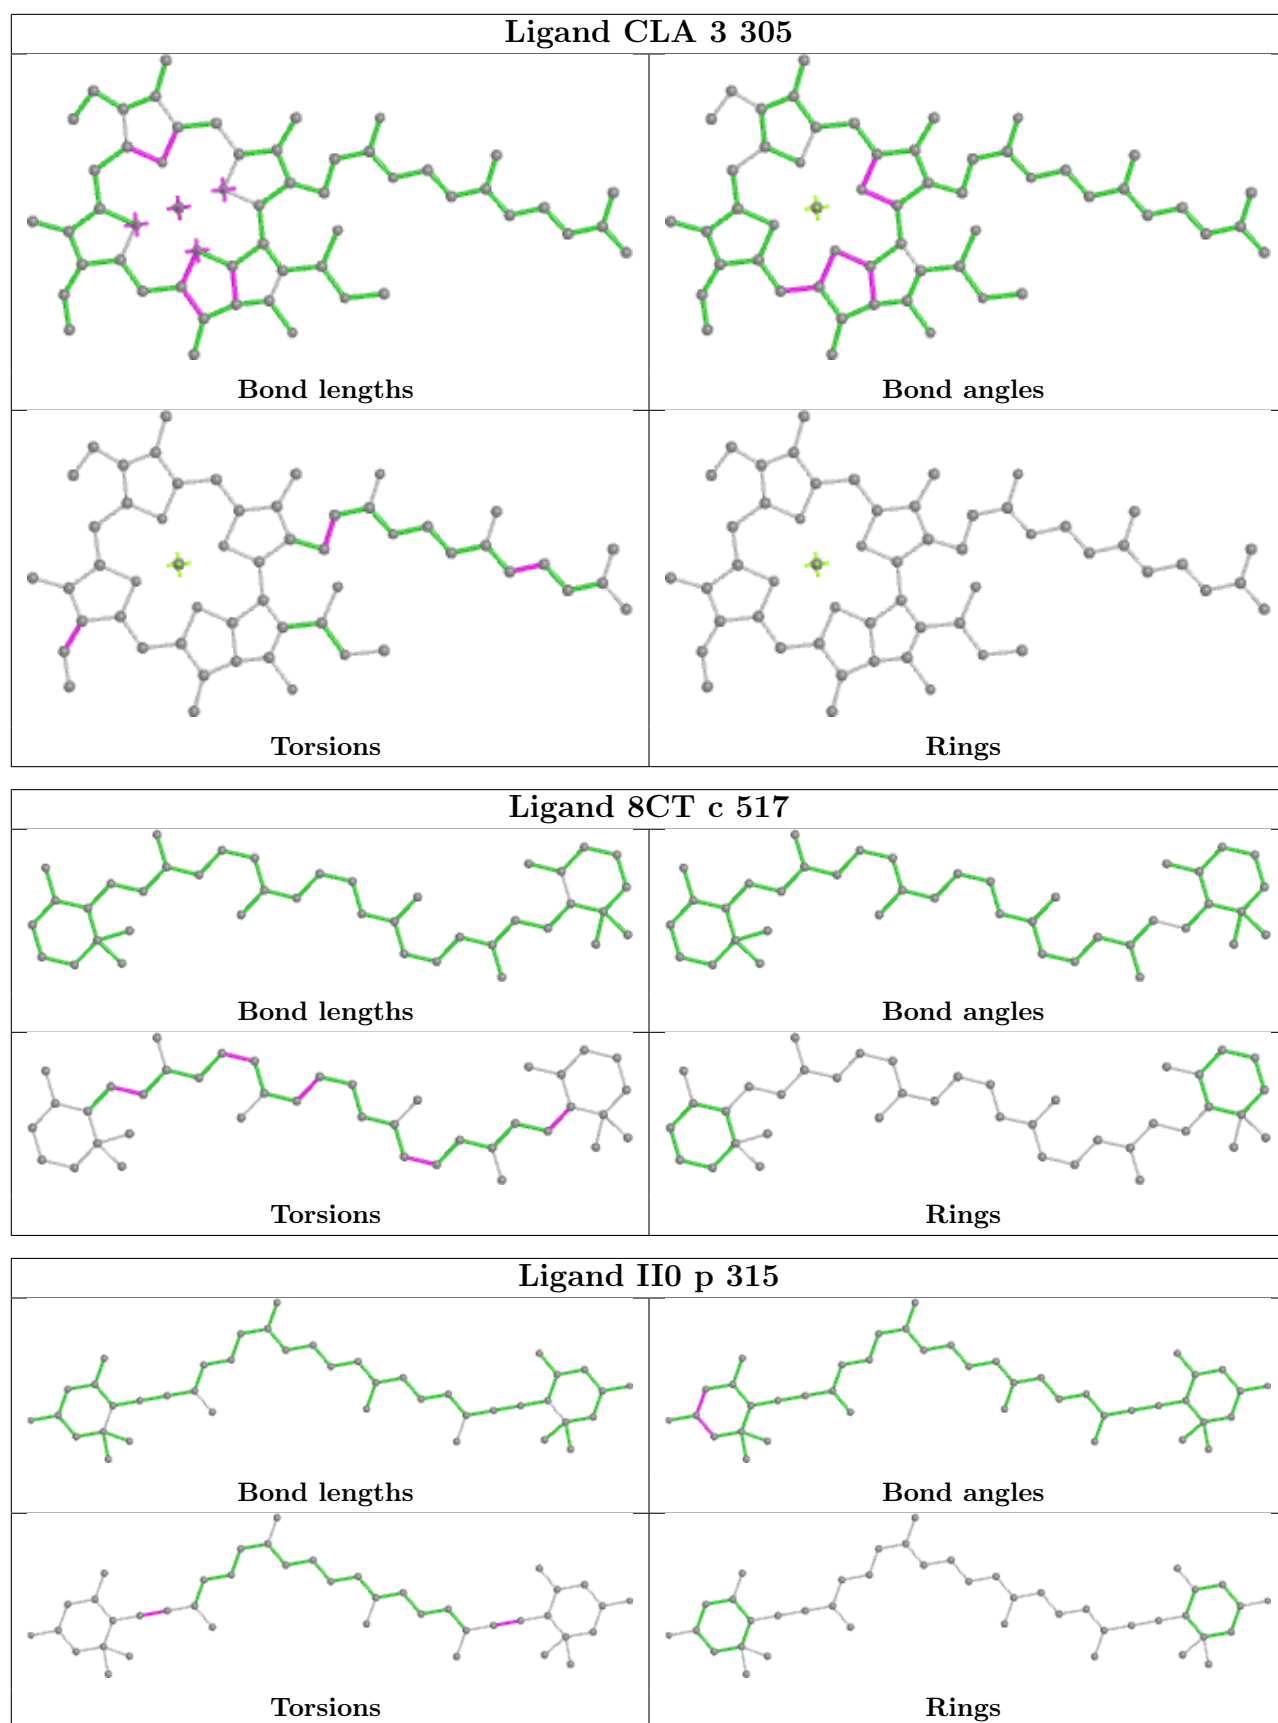 Ligand CLA 3 305
Bond lengths
Bond angles
Torsions
Rings
Ligand 8CT c 517
Bond lengths
Bond angles
Torsions
Rings
Ligand II0 p 315
Bond lengths
Bond angles
Torsions
Rings